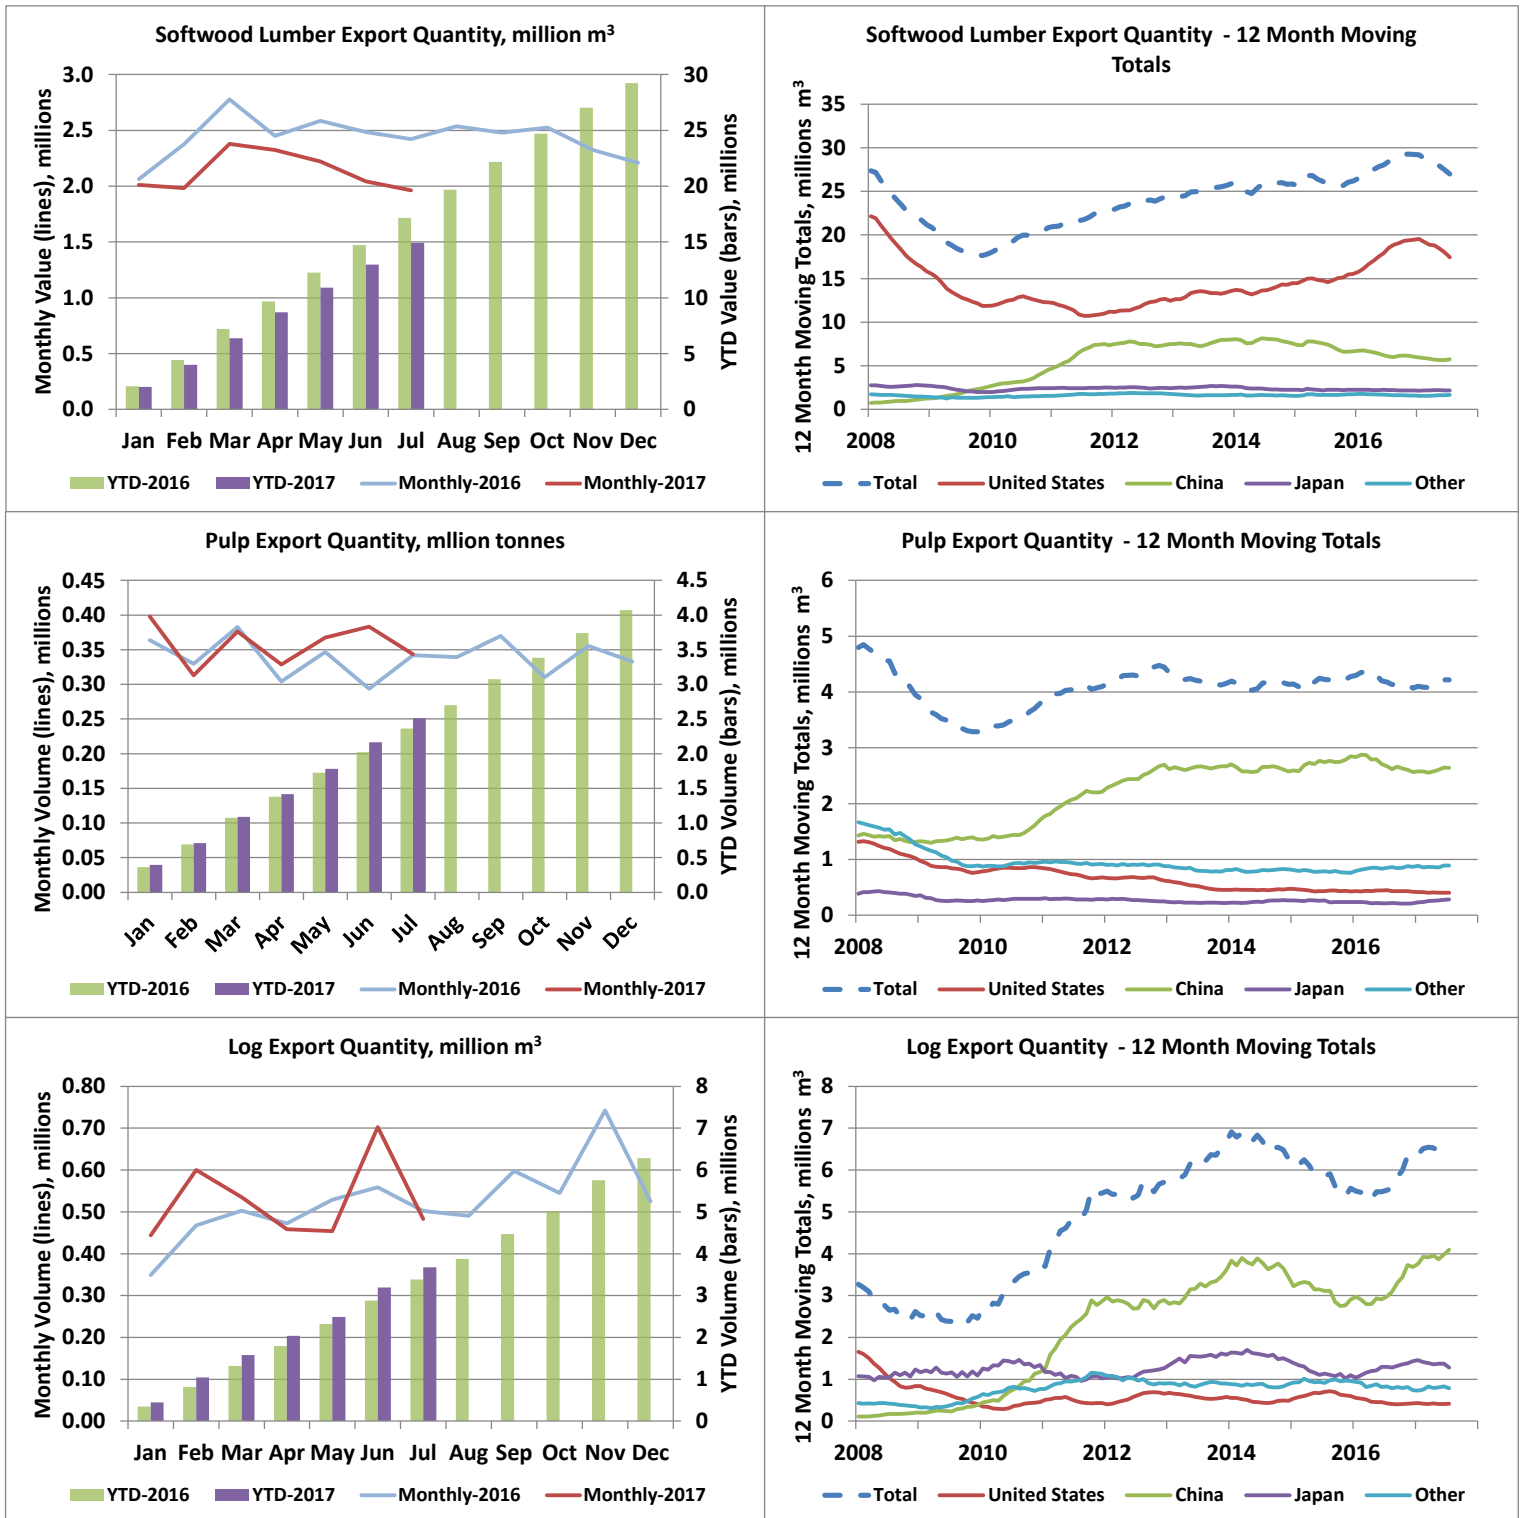 Softwood Lumber Export Quantity, million m³
Monthly Value (lines), millions
3.0
2.5
2.0
1.5
1.0
0.5
0.0
YTD Value (bars), millions
30
25
20
15
10
5
0
Jan Feb Mar Apr May Jun Jul Aug Sep Oct Nov Dec
YTD-2016 YTD-2017 Monthly-2016 Monthly-2017
Softwood Lumber Export Quantity - 12 Month Moving
Totals
12 Month Moving Totals, millions m³
35
30
25
20
15
10
5
0
2008 2010 2012 2014 2016
Total United States China Japan Other
Pulp Export Quantity, mllion tonnes
Monthly Volume (lines), millions
0.45
0.40
0.35
0.30
0.25
0.20
0.15
0.10
0.05
0.00
YTD Volume (bars), millions
4.5
4.0
3.5
3.0
2.5
2.0
1.5
1.0
0.5
0.0
Jan Feb Mar Apr May Jun Jul Aug Sep Oct Nov Dec
YTD-2016 YTD-2017 Monthly-2016 Monthly-2017
Pulp Export Quantity - 12 Month Moving Totals
12 Month Moving Totals, millions m³
6
5
4
3
2
1
0
2008 2010 2012 2014 2016
Total United States China Japan Other
Log Export Quantity, million m³
Monthly Volume (lines), millions
0.80
0.70
0.60
0.50
0.40
0.30
0.20
0.10
0.00
YTD Volume (bars), millions
8
7
6
5
4
3
2
1
0
Jan Feb Mar Apr May Jun Jul Aug Sep Oct Nov Dec
YTD-2016 YTD-2017 Monthly-2016 Monthly-2017
Log Export Quantity - 12 Month Moving Totals
12 Month Moving Totals, millions m³
8
7
6
5
4
3
2
1
0
2008 2010 2012 2014 2016
Total United States China Japan Other